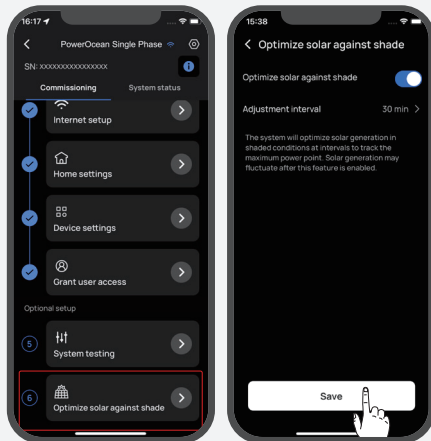 16:17
PowerOcean Single Phase
SN: xxxxxxxxxxxxxxx
Commissioning
System status
Internet setup
Home settings
Device settings
Grant user access
Optional setup
5
System testing
6
Optimize solar against shade
15:38
Optimize solar against shade
Optimize solar against shade
Adjustment interval
30 min
The system will optimize solar generation in
shaded conditions at intervals to track the
maximum power point. Solar generation may
fluctuate after this feature is enabled.
Save